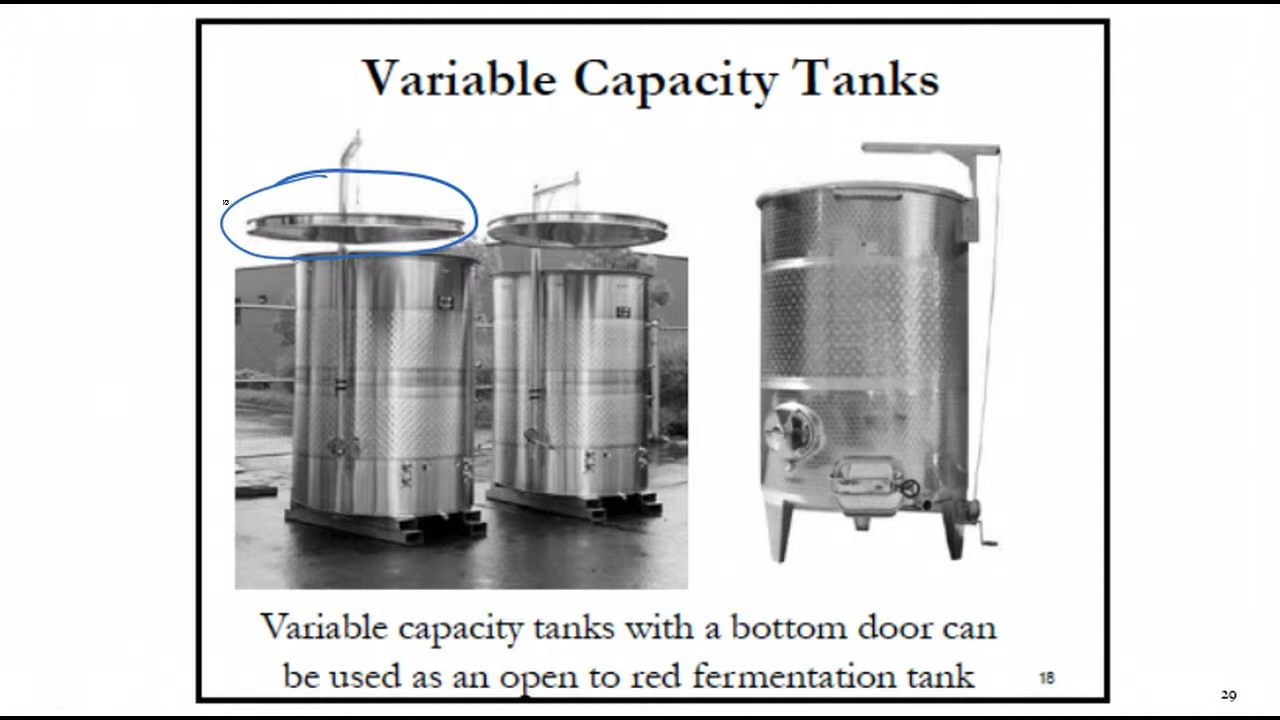 Variable Capacity Tanks
Variable capacity tanks with a bottom door can
be used as an open to red fermentation tank
18
29